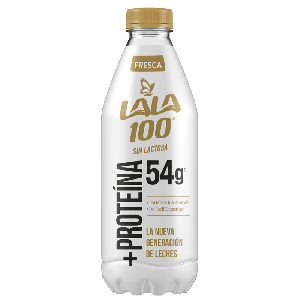 FRESCA
LALA
100
SIN LACTOSA
+PROTEÍNA
54g
LA NUEVA
GENERACIÓN
DE LECHES